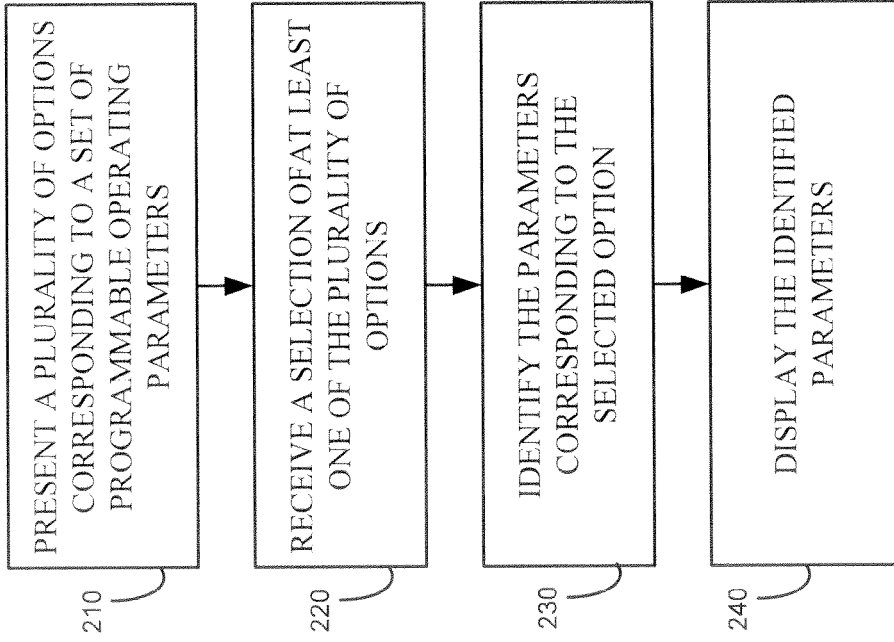 210
PRESENT A PLURALITY OF OPTIONS
CORRESPONDING TO A SET OF
PROGRAMMABLE OPERATING
PARAMETERS
220
RECEIVE A SELECTION OFAT LEAST
ONE OF THE PLURALITY OF
OPTIONS
230
IDENTIFY THE PARAMETERS
CORRESPONDING TO THE
SELECTED OPTION
240
DISPLAY THE IDENTIFIED
PARAMETERS